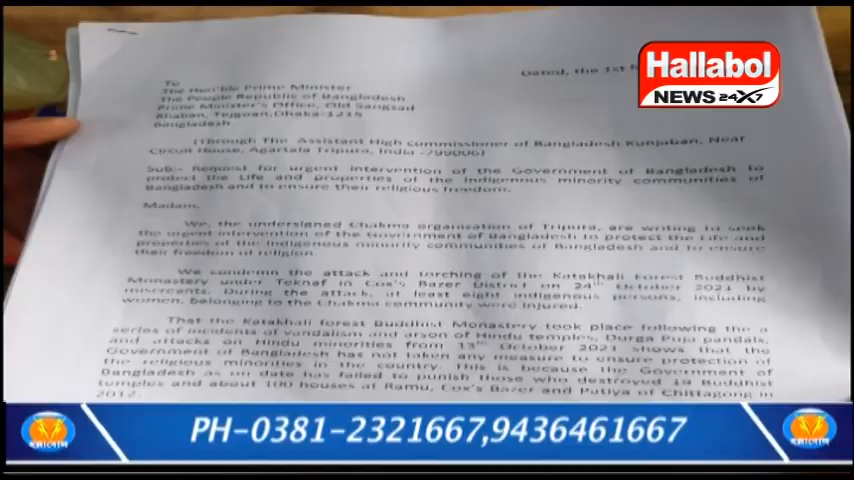 Dated, the 1st
Hallabol
NEWS 24X7
To
The Hon'ble Prime Minister
The People Republic of Bangladesh
Prime Minister's Office, Old Sangsad
Bhaban, Tejgoan, Dhaka-1215
Bangladesh
(Through The Assistant High Commissioner of Bangladesh Kunjaban, Near
Circuit House, Agartala Tripura, India -799006)
Sub:- Request for urgent intervention of the Government of Bangladesh to
protect the Life and properties of the Indigenous minority communities of
Bangladesh and to ensure their religious freedom.
Madam,
We, the undersigned Chakma organization of Tripura, are writing to seek
the urgent intervention of the Government of Bangladesh to protect the Life and
properties of the Indigenous minority communities of Bangladesh and to ensure
their freedom of religion.
We condemn the attack and torching of the Katakhali Forest Buddhist
Monastery under Teknaf in Cox's Bazer District on 24th October 2021 by
miscreants. During the attack, at least eight indigenous persons, including
women, belonging to the Chakma community were injured.
That the Katakhali forest Buddhist Monastery took place following the a
series of incidents of vandalism and arson of Hindu temples, Durga Puja pandals,
and attacks on Hindu minorities from 13th October 2021 shows that the
Government of Bangladesh has not taken any measure to ensure protection of
the religious minorities in the country. This is because the Government of
Bangladesh as on date has failed to punish those who destroyed 19 Buddhist
temples and about 100 houses at Ramu, Cox's Bazer and Patiya of Chittagong in
2012.
PH-0381-2321667,9436461667